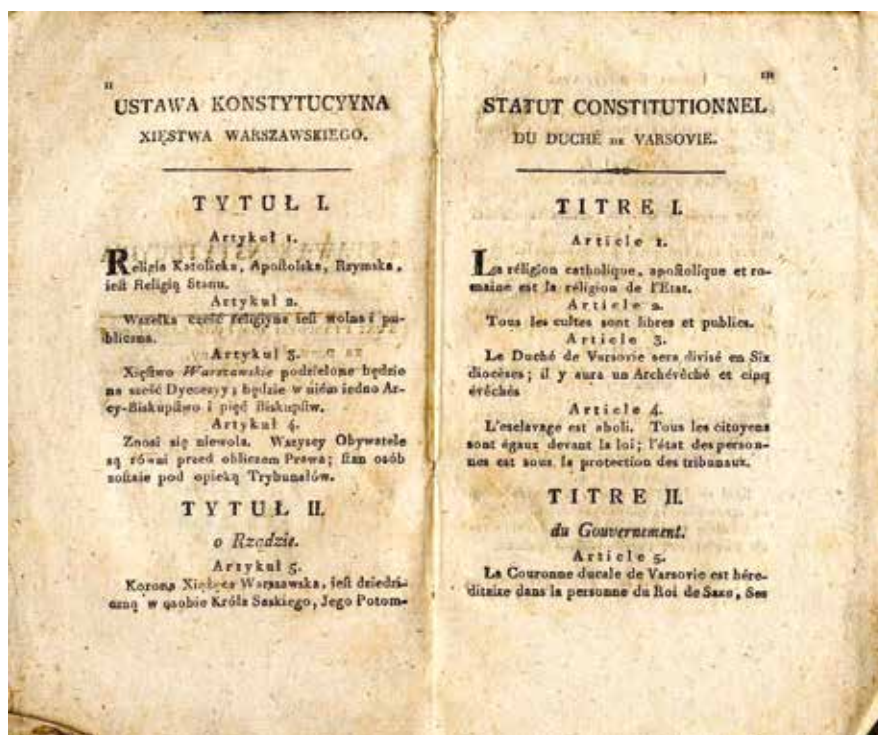 II
USTAWA KONSTYTUCYYNA
XIĘSTWA WARSZAWSKIEGO.
TYTUŁ I.
Artykuł 1.
Religia Katolicka, Apoſtolska, Rzymska,
ieſt Religią Stanu.
Artykuł 2.
Wszelka cześć religiyna ieſt wolna i pu-
bliczna.
Artykuł 3.
Xięſtwo Warszawskie podzielone będzie
na sześć Dyecezyy; będzie w niém iedno Ar-
cy-Biskupſtwo i pięć Biskupſtw.
Artykuł 4.
Znosi się niewola. Wszyscy Obywatele
są równi przed obliczem Prawa; ſtan osób
zoſtaie pod opieką Trybunałów.
TYTUŁ II.
o Rządzie.
Artykuł 5.
Korona Xiążęca Warszawska, ieſt dziedzi-
czną w osobie Króla Saskiego, Jego Potom-
III
STATUT CONSTITUTIONNEL
DU DUCHÉ DE VARSOVIE.
TITRE I.
Article 1.
La réligion catholique, apoſtolique et ro-
maine est la réligion de l'Etat.
Article 2.
Tous les cultes sont libres et publics.
Article 3.
Le Duché de Varsovie sera divisé en Six
diocèses; il y aura un Archévêché et cinq
évêchés
Article 4.
L'esclavage est aboli. Tous les citoyens
sont égaux devant la loi; l'état des person-
nes est sous la protection des tribunaux.
TITRE II.
du Gouvernement.
Article 5.
La Couronne ducale de Varsovie est héré-
ditaire dans la personne du Roi de Saxe, Ses